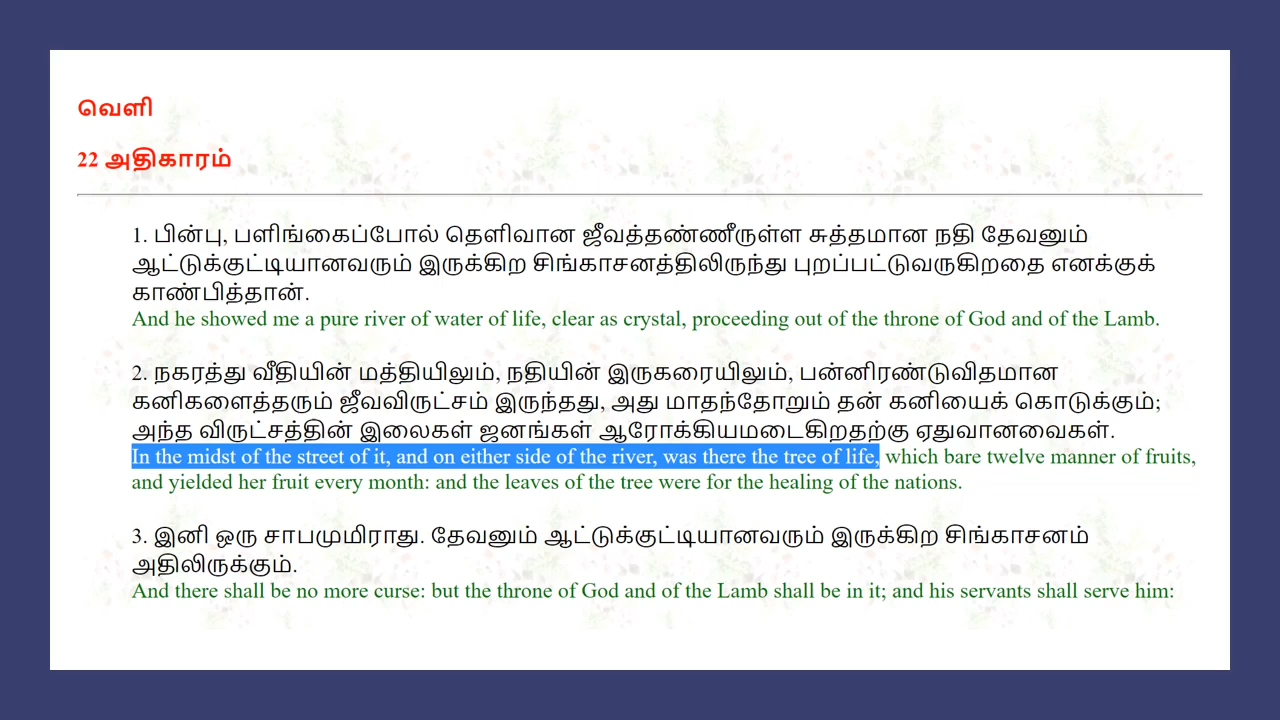 வெளி
22 அதிகாரம்
1. பின்பு, பளிங்கைப்போல் தெளிவான ஜீவத்தண்ணீருள்ள சுத்தமான நதி தேவனும்
ஆட்டுக்குட்டியானவரும் இருக்கிற சிங்காசனத்திலிருந்து புறப்பட்டுவருகிறதை எனக்குக்
காண்பித்தான்.
And he showed me a pure river of water of life, clear as crystal, proceeding out of the throne of God and of the Lamb.
2. நகரத்து வீதியின் மத்தியிலும், நதியின் இருகரையிலும், பன்னிரண்டுவிதமான
கனிகளைத்தரும் ஜீவவிருட்சம் இருந்தது, அது மாதந்தோறும் தன் கனியைக் கொடுக்கும்;
அந்த விருட்சத்தின் இலைகள் ஜனங்கள் ஆரோக்கியமடைகிறதற்கு ஏதுவானவைகள்.
In the midst of the street of it, and on either side of the river, was there the tree of life, which bare twelve manner of fruits,
and yielded her fruit every month: and the leaves of the tree were for the healing of the nations.
3. இனி ஒரு சாபமுமிராது. தேவனும் ஆட்டுக்குட்டியானவரும் இருக்கிற சிங்காசனம்
அதிலிருக்கும்.
And there shall be no more curse: but the throne of God and of the Lamb shall be in it; and his servants shall serve him: